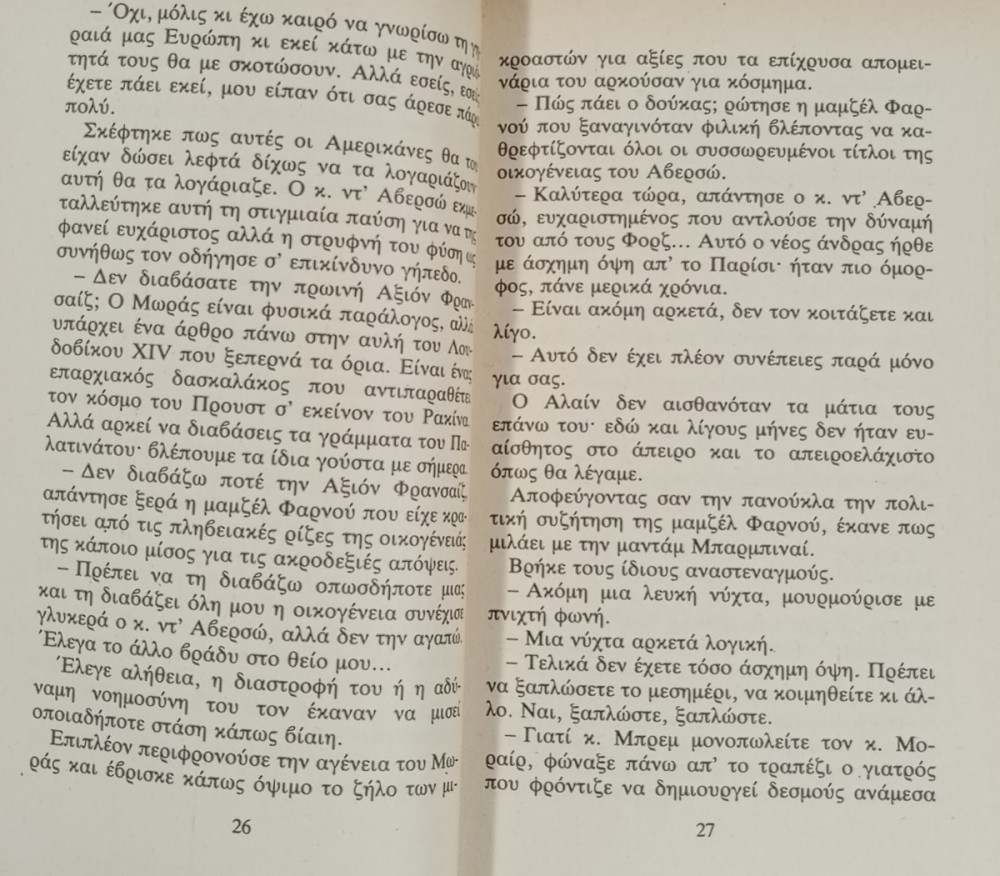 – Όχι, μόλις κι έχω καιρό να γνωρίσω τη γη-
ραιά μας Ευρώπη κι εκεί κάτω με την αγριό-
τητά τους θα με σκοτώσουν. Αλλά εσείς, εσείς
έχετε πάει εκεί, μου είπαν ότι σας άρεσε πάρα
πολύ.
Σκέφτηκε πως αυτές οι Αμερικάνες θα του
είχαν δώσει λεφτά δίχως να τα λογαριάζουν
αυτή θα τα λογάριαζε. Ο κ. ντ' Αβερσώ εκμε-
ταλλεύτηκε αυτή τη στιγμιαία παύση για να της
φανεί ευχάριστος αλλά η στρυφνή του φύση ως
συνήθως τον οδήγησε σ' επικίνδυνο γήπεδο.
– Δεν διαβάσατε την πρωινή Αξιόν Φραν-
σαίζ; Ο Μωράς είναι φυσικά παράλογος, αλλά
υπάρχει ένα άρθρο πάνω στην αυλή του Λου-
δοβίκου XIV που ξεπερνά τα όρια. Είναι ένας
επαρχιακός δασκαλάκος που αντιπαραθέτει
τον κόσμο του Προυστ σ' εκείνον του Ρακίνα.
Αλλά αρκεί να διαβάσεις τα γράμματα του Πα-
λατινάτου· βλέπουμε τα ίδια γούστα με σήμερα.
– Δεν διαβάζω ποτέ την Αξιόν Φρανσαίζ,
απάντησε ξερά η μαμζέλ Φαρνού που είχε κρα-
τήσει από τις πληβειακές ρίζες της οικογένειάς
της κάποιο μίσος για τις ακροδεξιές απόψεις.
– Πρέπει να τη διαβάζω οπωσδήποτε μιας
και τη διαβάζει όλη μου η οικογένεια συνέχισε
γλυκερά ο κ. ντ' Αβερσώ, αλλά δεν την αγαπώ.
Έλεγα το άλλο βράδυ στο θείο μου...
Έλεγε αλήθεια, η διαστροφή του ή η αδύ-
ναμη νοημοσύνη του τον έκαναν να μισεί
οποιαδήποτε στάση κάπως βίαιη.
Επιπλέον περιφρονούσε την αγένεια του Μω-
ράς και έβρισκε κάπως όψιμο το ζήλο των μι-
26
κροαστών για αξίες που τα επίχρυσα απομει-
νάρια του αρκούσαν για κόσμημα.
– Πώς πάει ο δούκας; ρώτησε η μαμζέλ Φαρ-
νού που ξαναγινόταν φιλική βλέποντας να κα-
θρεφτίζονται όλοι οι συσσωρευμένοι τίτλοι της
οικογένειας του Αβερσώ.
– Καλύτερα τώρα, απάντησε ο κ. ντ' Αβερ-
σώ, ευχαριστημένος που αντλούσε την δύναμή
του από τους Φορζ... Αυτό ο νέος άνδρας ήρθε
με άσχημη όψη απ' το Παρίσι· ήταν πιο όμορ-
φος, πάνε μερικά χρόνια.
– Είναι ακόμη αρκετά, δεν τον κοιτάζετε και
λίγο.
– Αυτό δεν έχει πλέον συνέπειες παρά μόνο
για σας.
Ο Αλαίν δεν αισθανόταν τα μάτια τους
επάνω του· εδώ και λίγους μήνες δεν ήταν ευ-
αίσθητος στο άπειρο και το απειροελάχιστο
όπως θα λέγαμε.
Αποφεύγοντας σαν την πανούκλα την πολι-
τική συζήτηση της μαμζέλ Φαρνού, έκανε πως
μιλάει με την μαντάμ Μπαρμπιναί.
Βρήκε τους ίδιους αναστεναγμούς.
– Ακόμη μια λευκή νύχτα, μουρμούρισε με
πνιχτή φωνή.
– Μια νύχτα αρκετά λογική.
– Τελικά δεν έχετε τόσο άσχημη όψη. Πρέπει
να ξαπλώσετε το μεσημέρι, να κοιμηθείτε κι άλ-
λο. Ναι, ξαπλώστε, ξαπλώστε.
– Γιατί κ. Μπρεμ μονοπωλείτε τον κ. Μο-
ραίρ, φώναξε πάνω απ' το τραπέζι ο γιατρός
που φρόντιζε να δημιουργεί δεσμούς ανάμεσα
27